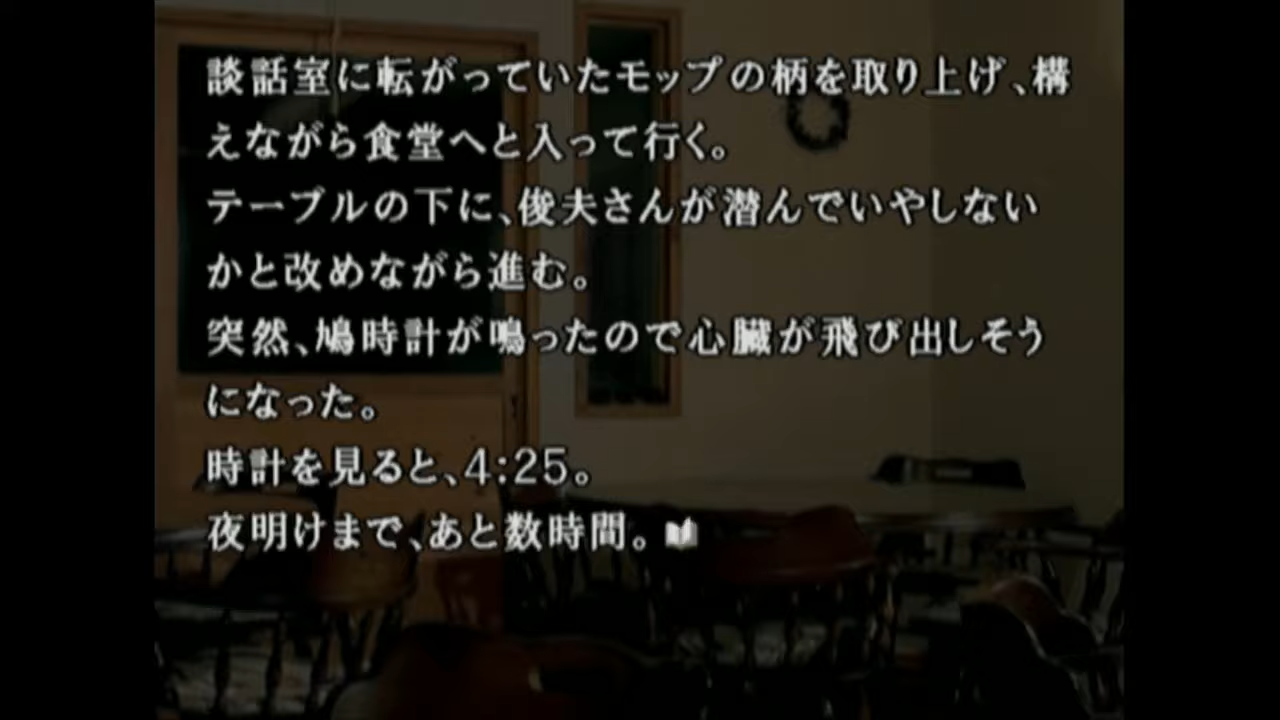 談話室に転がっていたモップの柄を取り上げ、構
えながら食堂へと入って行く。
テーブルの下に、俊夫さんが潜んでいやしない
かと改めながら進む。
突然、鳩時計が鳴ったので心臓が飛び出しそう
になった。
時計を見ると、4:25。
夜明けまで、あと数時間。